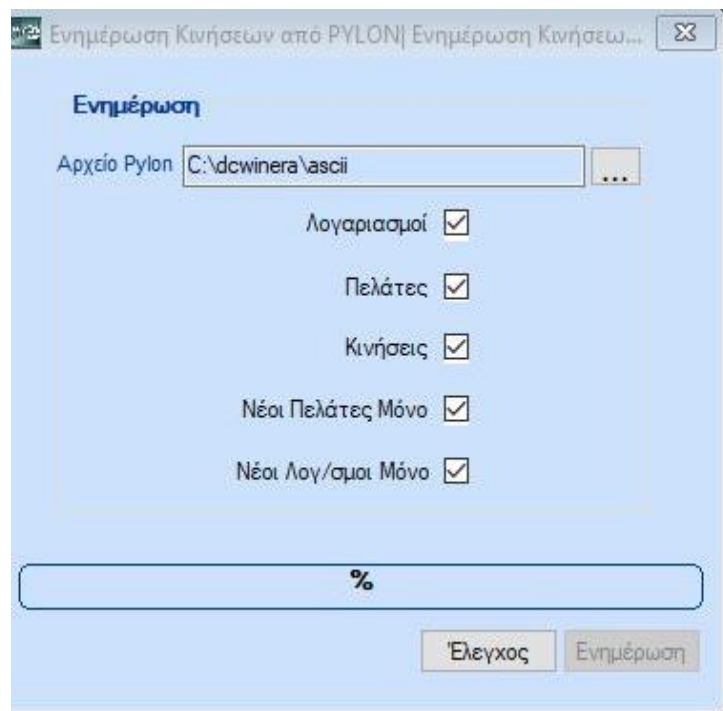 Ενημέρωση Κινήσεων από PYLON| Ενημέρωση Κινήσεω...
Ενημέρωση
Αρχείο Pylon C:\dcwinera\ascii ...
Λογαριασμοί
Πελάτες
Κινήσεις
Νέοι Πελάτες Μόνο
Νέοι Λογ/σμοι Μόνο
%
Έλεγχος Ενημέρωση